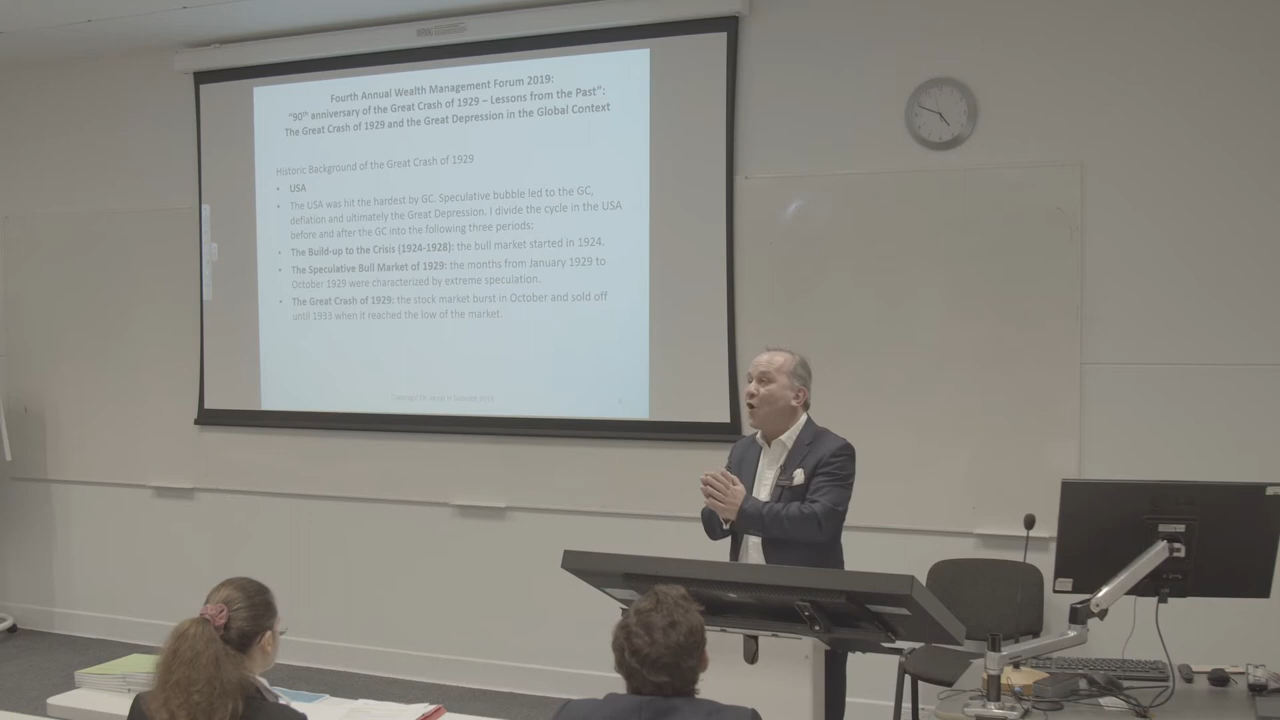 Fourth Annual Wealth Management Forum 2019:
"90th anniversary of the Great Crash of 1929 – Lessons from the Past":
The Great Crash of 1929 and the Great Depression in the Global Context
Historic Background of the Great Crash of 1929
• USA
• The USA was hit the hardest by GC. Speculative bubble led to the GC,
deflation and ultimately the Great Depression. I divide the cycle in the USA
before and after the GC into the following three periods:
• The Build-up to the Crisis (1924-1928): the bull market started in 1924.
• The Speculative Bull Market of 1929: the months from January 1929 to
October 1929 were characterized by extreme speculation.
• The Great Crash of 1929: the stock market burst in October and sold off
until 1933 when it reached the low of the market.